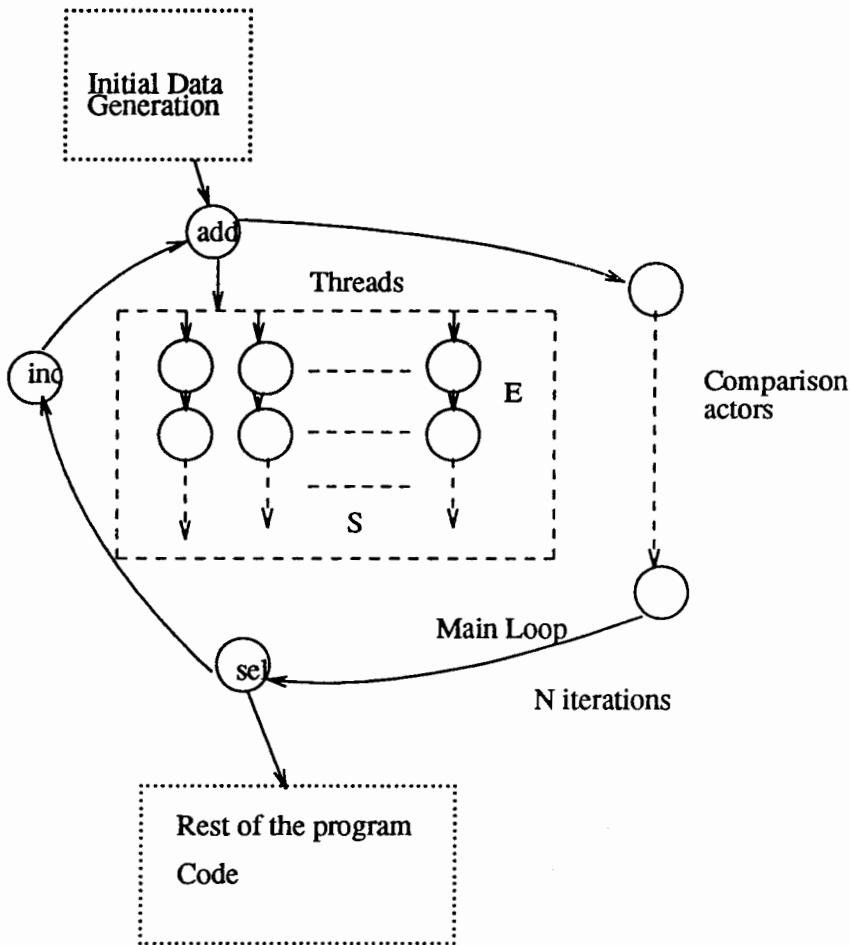 Initial Data
Generation
add
Threads
inc
E
Comparison
actors
S
Main Loop
sel
N iterations
Rest of the program
Code